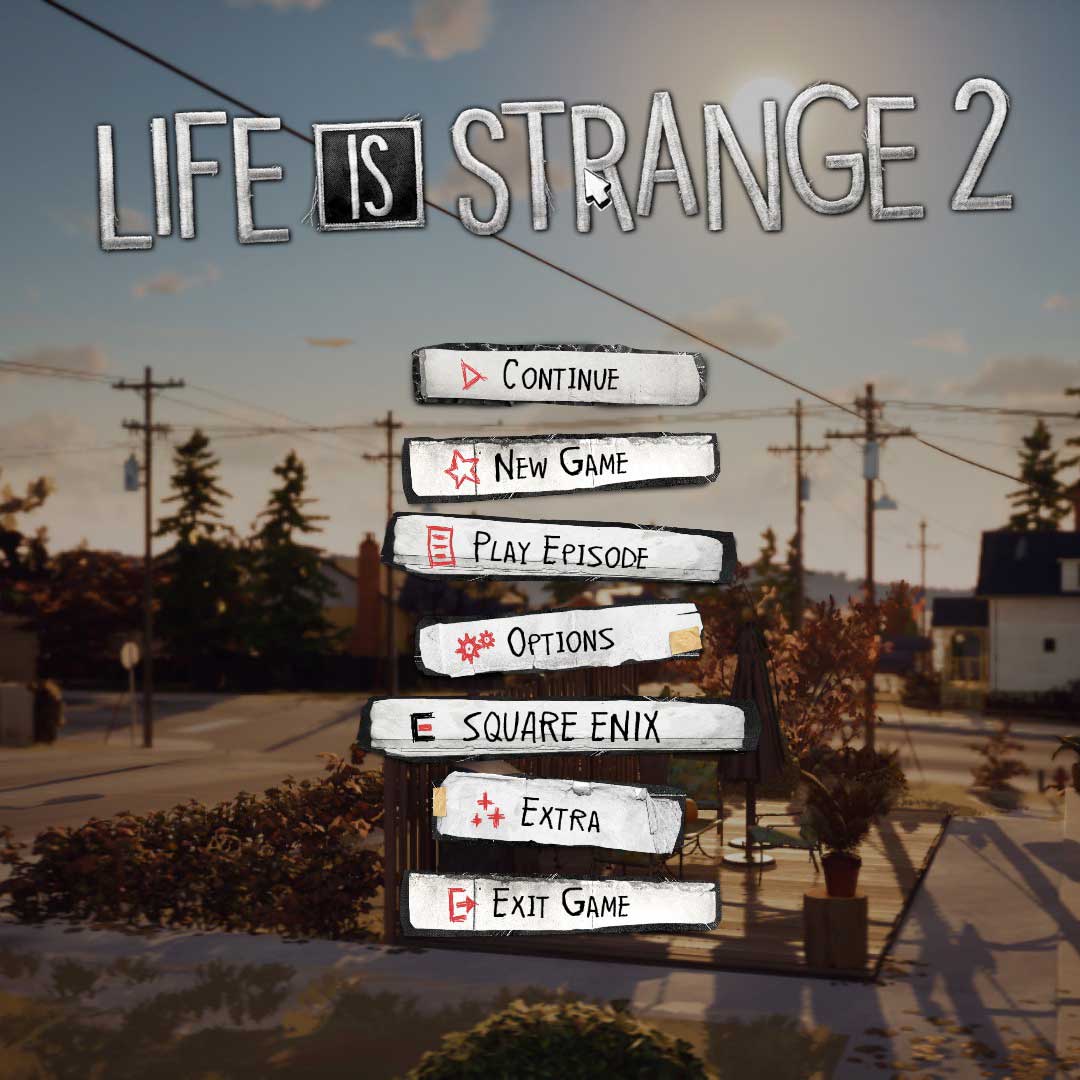 LIFE IS STRANGE 2
CONTINUE
NEW GAME
PLAY EPISODE
OPTIONS
SQUARE ENIX
EXTRA
EXIT GAME